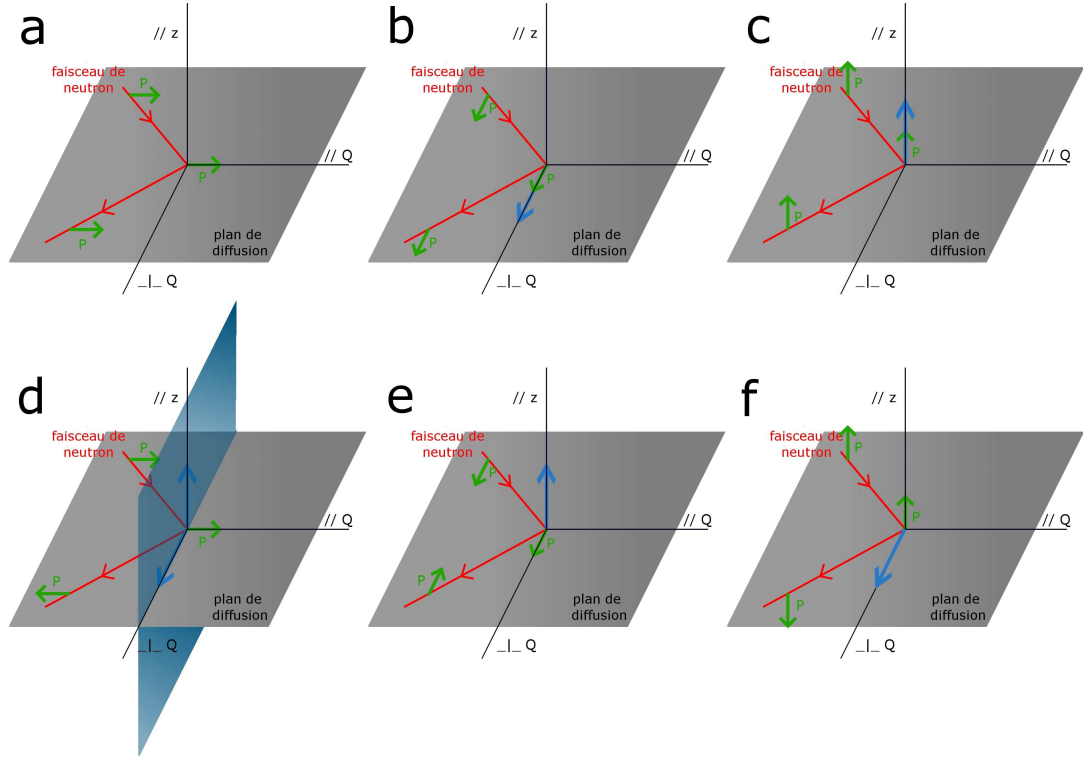 a
// z
faisceau de
neutron
P
// Q
P
P
plan de
diffusion
_|_ Q
b
// z
faisceau de
neutron
P
// Q
P
P
plan de
diffusion
_|_ Q
c
// z
faisceau de
neutron
P
P
// Q
P
plan de
diffusion
_|_ Q
d
// z
faisceau de
neutron
P
// Q
P
P
plan de
diffusion
_|_ Q
e
// z
faisceau de
neutron
P
// Q
P
P
plan de
diffusion
_|_ Q
f
// z
faisceau de
neutron
P
P
// Q
P
plan de
diffusion
_|_ Q